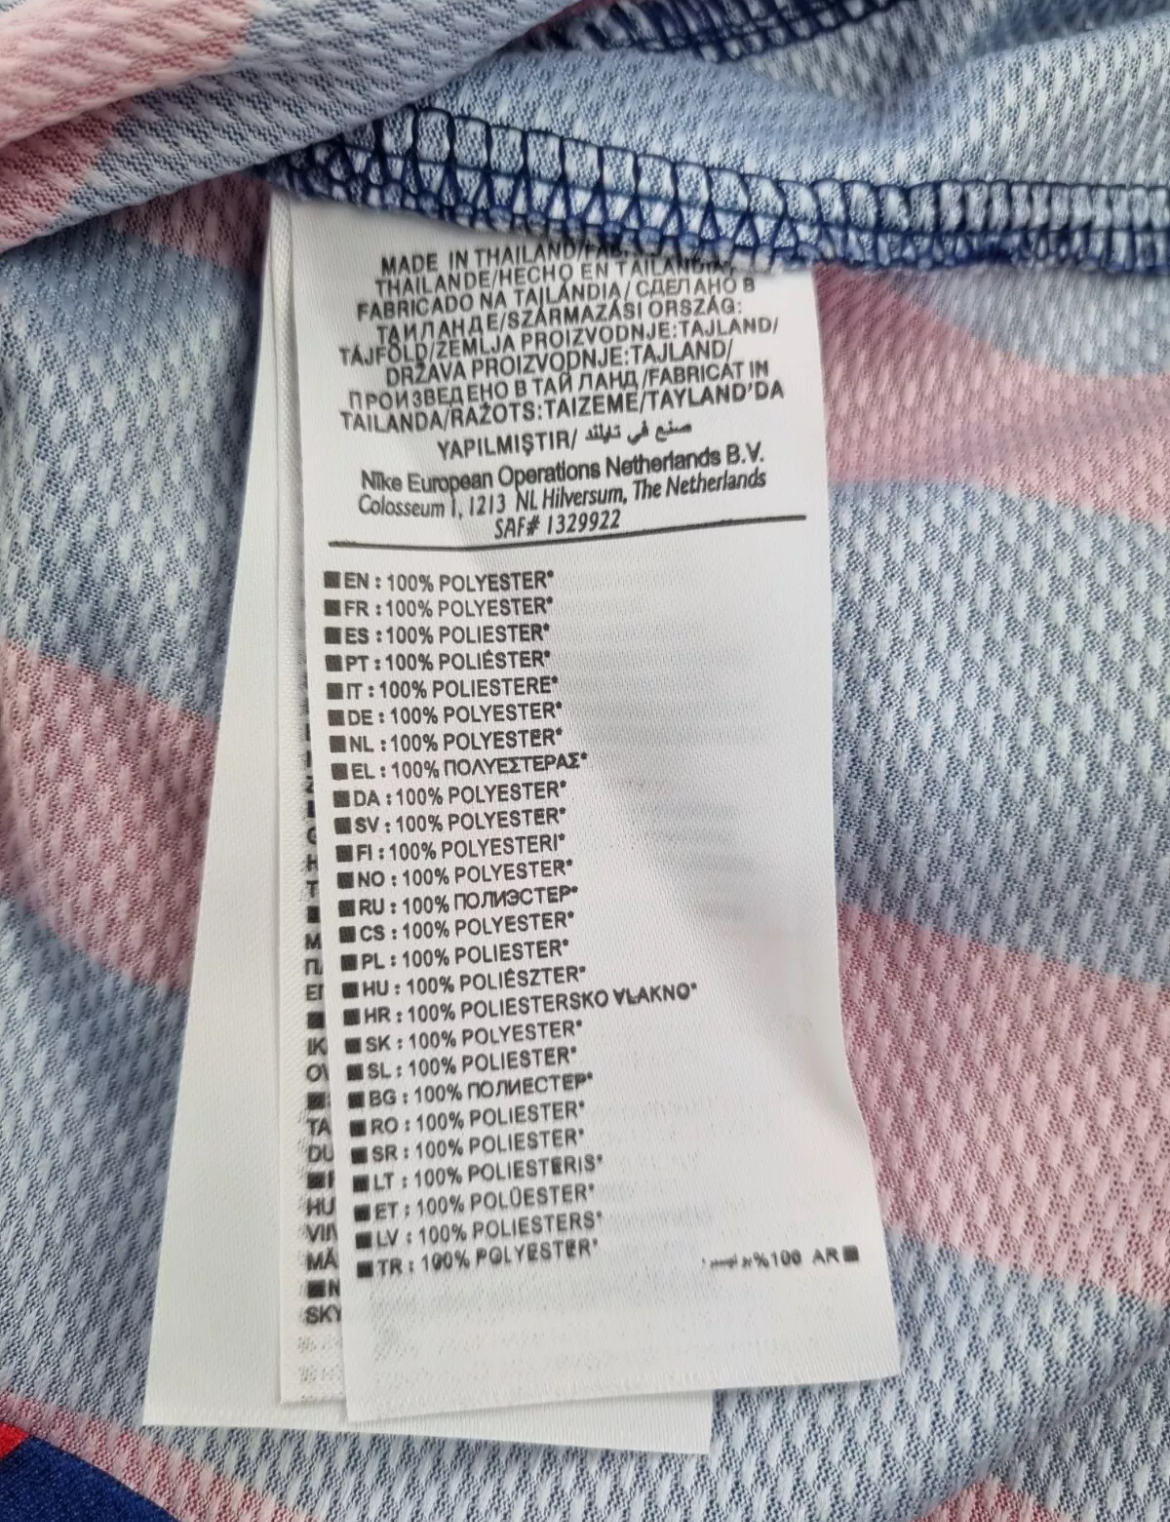 MADE IN THAILAND/
THAILANDE/HECHO EN TAILANDIA/
FABRICADO NA TAILÂNDIA/СДЕЛАНО В
ТАИЛАНДЕ/SZÁRMAZÁSI ORSZÁG:
TÁJFÖLD/ZEMLJA PROIZVODNJE:TAJLAND/
DRŽAVA PROIZVODNJE:TAJLAND/
ПРОИЗВЕДЕНО В ТАЙЛАНД/FABRICAT IN
TAILANDA/RAŽOTS:TAIZEME/TAYLAND'DA
YAPILMIŞTIR/ صنع في تايلند
Nike European Operations Netherlands B.V.
Colosseum 1, 1213 NL Hilversum, The Netherlands
SAF# 1329922
EN : 100% POLYESTER*
FR : 100% POLYESTER*
ES : 100% POLIESTER*
PT : 100% POLIÉSTER*
IT : 100% POLIESTERE*
DE : 100% POLYESTER*
NL : 100% POLYESTER*
EL : 100% ΠΟΛΥΕΣΤΕΡΑΣ*
DA : 100% POLYESTER*
SV : 100% POLYESTER*
FI : 100% POLYESTERI*
NO : 100% POLYESTER*
RU : 100% ПОЛИЭСТЕР*
CS : 100% POLYESTER*
PL : 100% POLIESTER*
HU : 100% POLIÉSZTER*
HR : 100% POLIESTERSKO VLAKNO*
SK : 100% POLYESTER*
SL : 100% POLIESTER*
BG : 100% ПОЛИЕСТЕР*
RO : 100% POLIESTER*
SR : 100% POLIESTER*
LT : 100% POLIESTERIS*
ET : 100% POLÜESTER*
LV : 100% POLIESTERS*
TR : 100% POLYESTER*
%100 AR